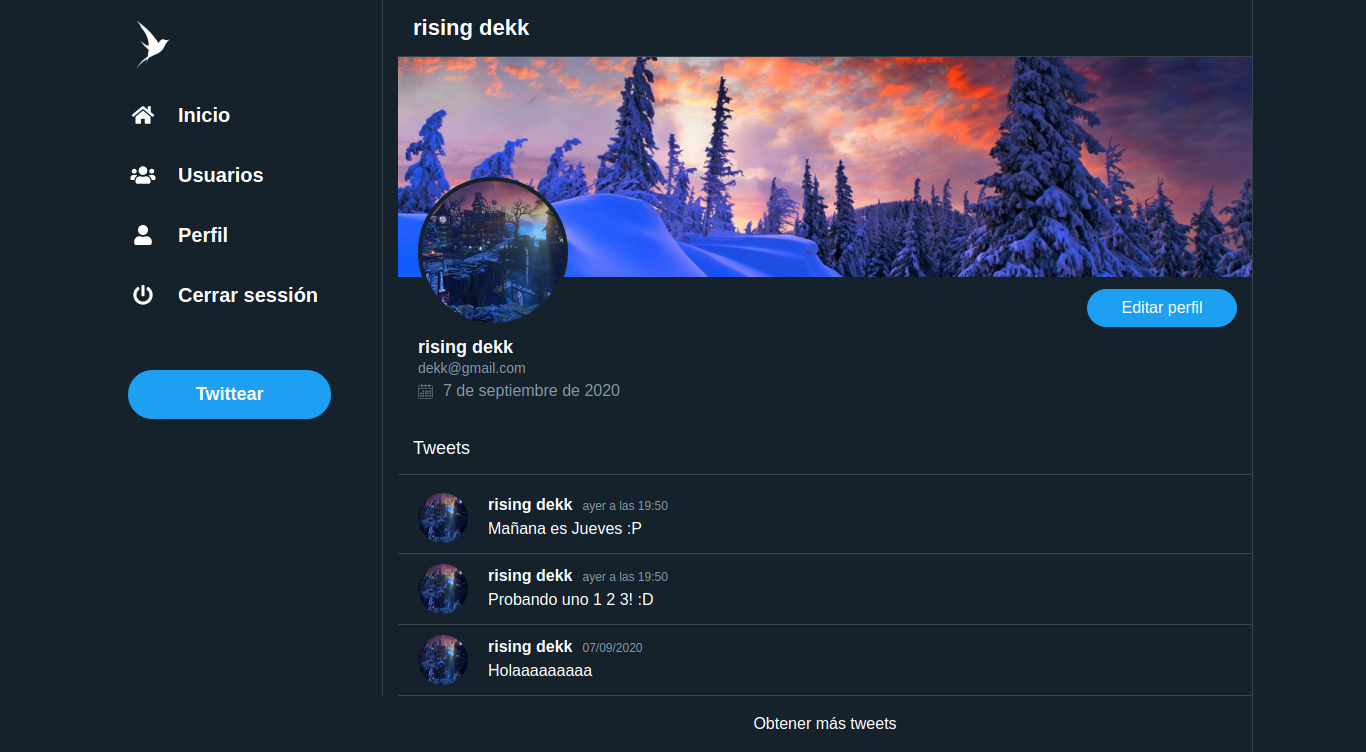 rising dekk
Inicio
Usuarios
Perfil
Cerrar sessión
Twittear
Editar perfil
rising dekk
dekk@gmail.com
7 de septiembre de 2020
Tweets
rising dekk ayer a las 19:50
Mañana es Jueves :P
rising dekk ayer a las 19:50
Probando uno 1 2 3! :D
rising dekk 07/09/2020
Holaaaaaaaaa
Obtener más tweets